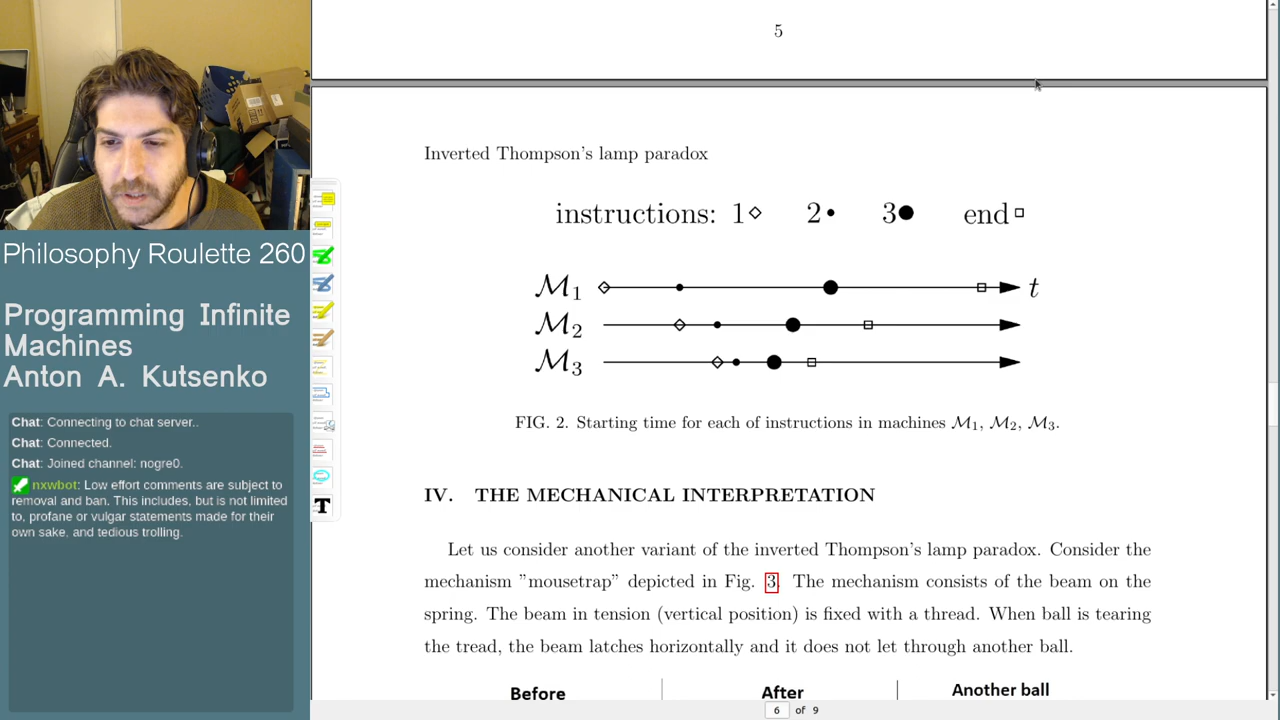 5
Inverted Thompson's lamp paradox
instructions: 1 2 3 end
M1 t
M2
M3
FIG. 2. Starting time for each f instructions in machines M1, M2, M3.
IV. THE MECHANICAL INTERPRETATION
Let us consider another variant of the inverted Thompson's lamp paradox. Consider the
mechanism "mousetrap" depicted in Fig. 3. The mechanism consists of the beam on the
spring. The beam in tension (vertical position) is fixed with a thread. When ball is tearing
the tread, the beam latches horizontally and it does not let through another ball.
Before After Another ball
6 of 9
T
Philosophy Roulette 260
Programming Infinite
Machines
Anton A. Kutsenko
Chat: Connecting to chat server..
Chat: Connected.
Chat: Joined channel: nogre0.
nxwbot: Low effort comments are subject to
removal and ban. This includes, but is not limited
to, profane or vulgar statements made for their
own sake, and tedious trolling.